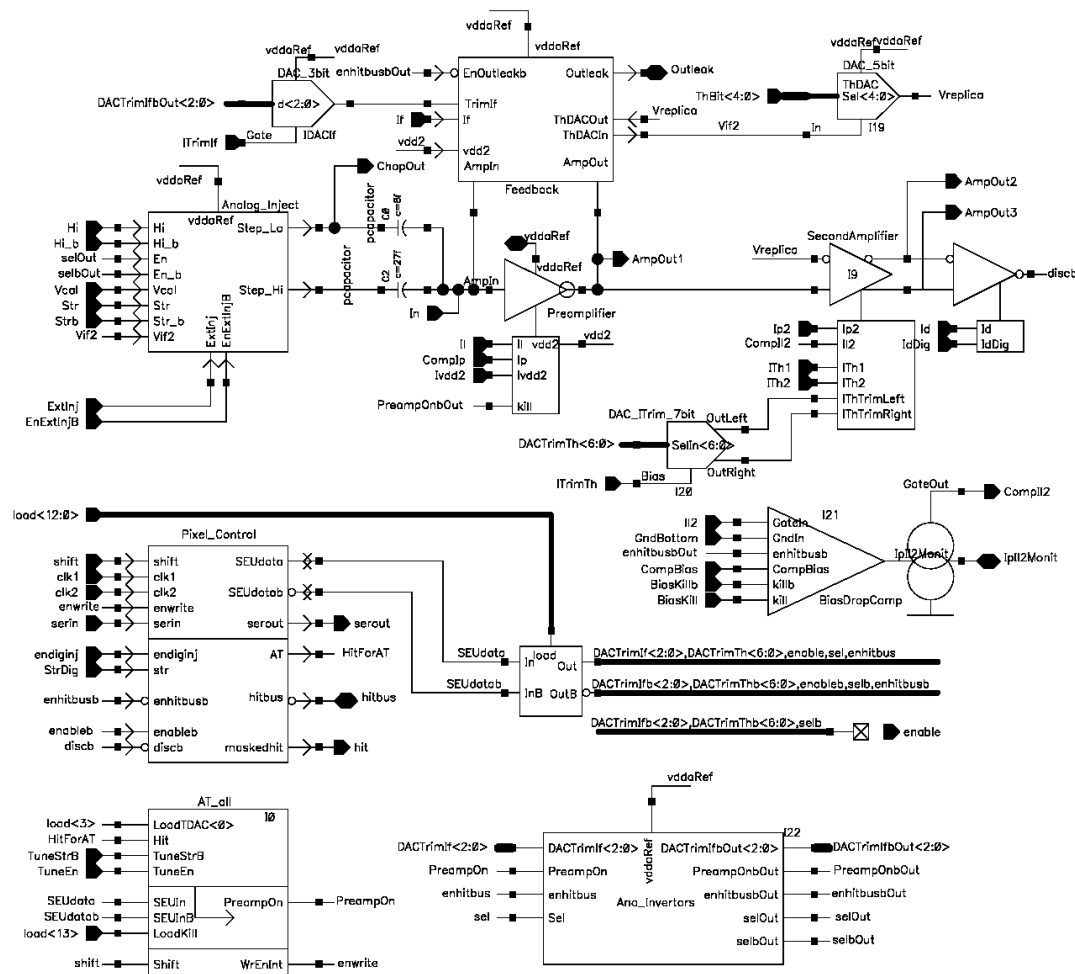 vddaRef
vddaRef vddaRef
DAC_3bit
DACTrimIfbOut<2:0>
d<2:0>
ITrimIf
Gate
IDACIf
enhitbusbOut
EnOutleakb
Outleak
Outleak
TrimIf
If
If
ThDACOut
Vreplica
ThDACIn
Vif2
In
vdd2
vdd2
AmpIn
AmpOut
Feedback
vddaRef vddaRef
DAC_5bit
ThBit<4:0>
ThDAC
Sel<4:0>
Vreplica
I19
vddaRef
Analog_Inject
vddaRef
Hi
Hi
Step_Lo
Hi_b
Hi_b
selOut
En
selbOut
En_b
Vcal
Vcal
Step_Hi
Str
Str
Strb
Str_b
Vif2
Vif2
ExtInj
EnExtInjB
ExtInj
EnExtInjB
ChopOut
pcapacitor
C0
c=8f
pcapacitor
C2
c=27f
AmpIn
In
vddaRef
vddaRef
Preamplifier
AmpOut1
Il
Il
vdd2
vdd2
CompIp
Ip
Ivdd2
Ivdd2
PreampOnbOut
kill
AmpOut2
AmpOut3
SecondAmplifier
Vreplica
I9
discb
Ip2
Ip2
CompIl2
Il2
ITh1
ITh1
ITh2
ITh2
IThTrimLeft
IThTrimRight
Id
Id
IdDig
IdDig
DAC_ITrim_7bit
OutLeft
DACTrimTh<6:0>
SelIn<6:0>
OutRight
ITrimTh
Bias
I20
load<12:0>
Pixel_Control
shift
shift
SEUdata
clk1
clk1
clk2
clk2
SEUdatab
enwrite
enwrite
serin
serin
serout
serout
endiginj
endiginj
AT
HitForAT
StrDig
str
enhitbusb
enhitbusb
hitbus
hitbus
enableb
enableb
discb
discb
maskedhit
hit
SEUdata
In
load
Out
SEUdatab
InB
OutB
DACTrimIf<2:0>,DACTrimTh<6:0>,enable,sel,enhitbus
DACTrimIfb<2:0>,DACTrimThb<6:0>,enableb,selb,enhitbusb
DACTrimIfb<2:0>,DACTrimThb<6:0>,selb
enable
I21
Il2
GateIn
GndBottom
GndIn
enhitbusbOut
enhitbusb
CompBias
CompBias
BiasKillb
killb
BiasKill
kill
BiasDropComp
GateOut
CompIl2
IpIl2Monit
IpIl2Monit
AT_all
I0
load<3>
LoadTDAC<0>
HitForAT
Hit
TuneStrB
TuneStrB
TuneEn
TuneEn
SEUdata
SEUIn
PreampOn
PreampOn
SEUdatab
SEUInB
load<13>
LoadKill
shift
Shift
WrEnInt
enwrite
vddaRef
I22
DACTrimIf<2:0>
DACTrimIf<2:0>
vddaRef
DACTrimIfbOut<2:0>
DACTrimIfbOut<2:0>
PreampOn
PreampOn
PreampOnbOut
PreampOnbOut
enhitbus
enhitbus
enhitbusbOut
enhitbusbOut
sel
Sel
Ana_Invertors
selOut
selOut
selbOut
selbOut